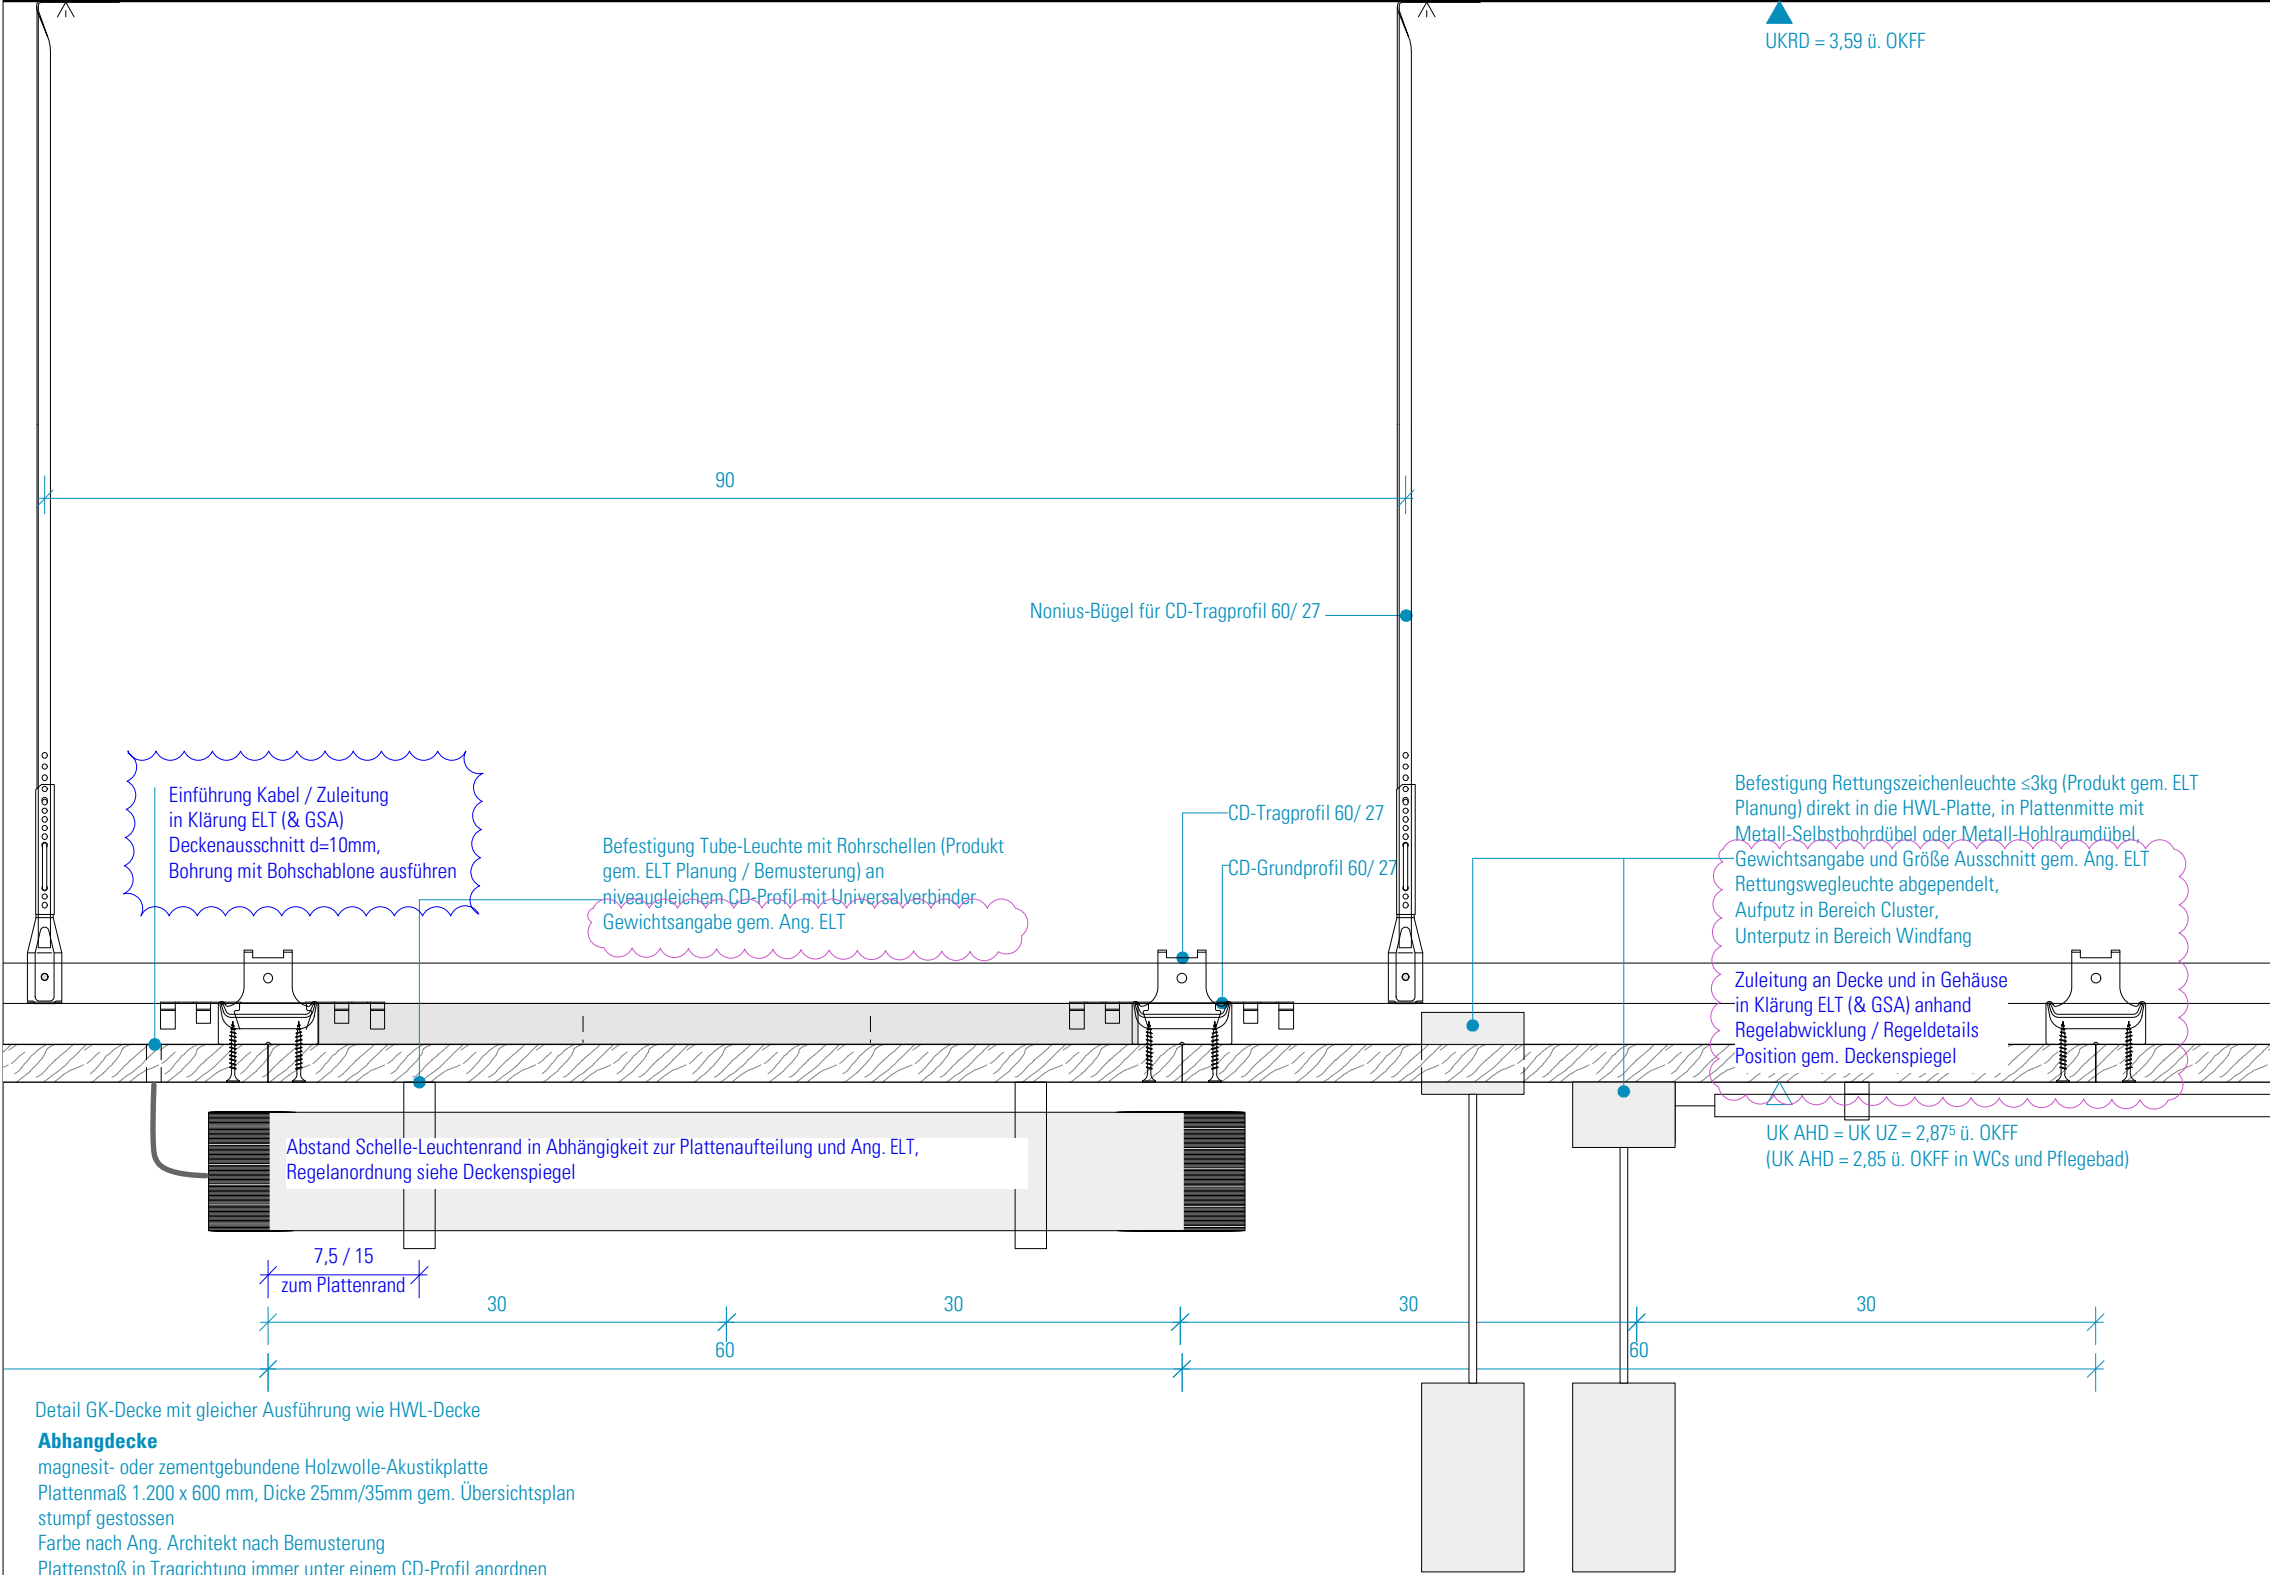 UKRD = 3,59 ü. OKFF
90
Nonius-Bügel für CD-Tragprofil 60/ 27
Einführung Kabel / Zuleitung
in Klärung ELT (& GSA)
Deckenausschnitt d=10mm,
Bohrung mit Bohschablone ausführen
Befestigung Tube-Leuchte mit Rohrschellen (Produkt
gem. ELT Planung / Bemusterung) an
niveaugleichem CD-Profil mit Universalverbinder
Gewichtsangabe gem. Ang. ELT
CD-Tragprofil 60/ 27
CD-Grundprofil 60/ 27
Befestigung Rettungszeichenleuchte ≤3kg (Produkt gem. ELT
Planung) direkt in die HWL-Platte, in Plattenmitte mit
Metall-Selbstbohrdübel oder Metall-Hohlraumdübel,
Gewichtsangabe und Größe Ausschnitt gem. Ang. ELT
Rettungswegleuchte abgependelt,
Aufputz in Bereich Cluster,
Unterputz in Bereich Windfang
Zuleitung an Decke und in Gehäuse
in Klärung ELT (& GSA) anhand
Regelabwicklung / Regeldetails
Position gem. Deckenspiegel
UK AHD = UK UZ = 2,87⁵ ü. OKFF
(UK AHD = 2,85 ü. OKFF in WCs und Pflegebad)
Abstand Schelle-Leuchtenrand in Abhängigkeit zur Plattenaufteilung und Ang. ELT,
Regelanordnung siehe Deckenspiegel
7,5 / 15
zum Plattenrand
30
30
30
30
60
60
Detail GK-Decke mit gleicher Ausführung wie HWL-Decke
Abhangdecke
magnesit- oder zementgebundene Holzwolle-Akustikplatte
Plattenmaß 1.200 x 600 mm, Dicke 25mm/35mm gem. Übersichtsplan
stumpf gestossen
Farbe nach Ang. Architekt nach Bemusterung
Plattenstoß in Tragrichtung immer unter einem CD-Profil anordnen